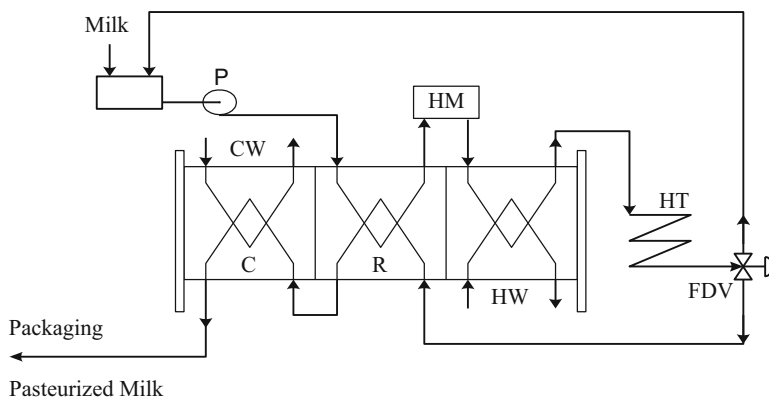 Milk
P
HM
CW
HT
C
R
HW
FDV
Packaging
Pasteurized Milk